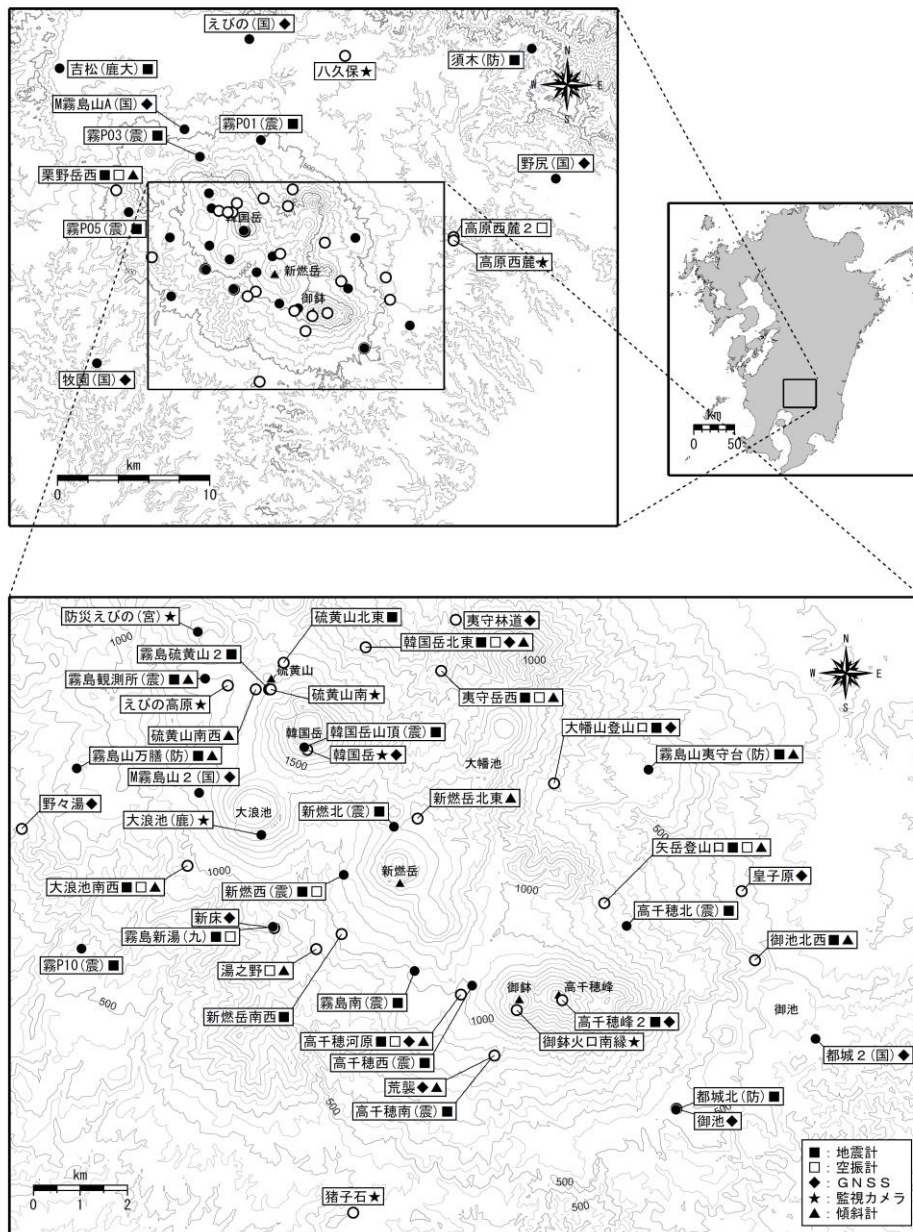 えびの(国)◆
八久保★
須木(防)■
吉松(鹿大)■
N
W E
S
M霧島山A(国)◆
霧P01(震)■
霧P03(震)■
500
野尻(国)◆
栗野岳西■□▲
韓国岳
霧P05(震)■
高原西麓2□
高原西麓★
新燃岳
御鉢
牧園(国)◆
km
0 10
km
0 50
防災えびの(宮)★
硫黄山北東■
夷守林道◆
1000
霧島硫黄山2■
韓国岳北東■□◆▲
1000
N
W E
S
硫黄山
霧島観測所(震)■▲
硫黄山南★
夷守岳西■□▲
えびの高原★
硫黄山南西▲
韓国岳
韓国岳山頂(震)■
大幡山登山口■◆
1500
韓国岳★◆
大幡池
霧島山万膳(防)■▲
霧島山夷守台(防)■▲
M霧島山2(国)◆
野々湯◆
大浪池
新燃北(震)■
新燃岳北東▲
500
大浪池(鹿)★
矢岳登山口■□▲
1000
新燃岳
大浪池南西■□▲
新燃西(震)■□
1000
皇子原◆
新床◆
高千穂北(震)■
霧島新湯(九)■□
御池北西■▲
霧P10(震)■
湯之野□▲
500
霧島南(震)■
御鉢
高千穂峰
新燃岳南西■
1000
御池
高千穂峰2■◆
高千穂河原■□◆▲
御鉢火口南縁★
高千穂西(震)■
都城2(国)◆
荒襲◆▲
高千穂南(震)■
500
都城北(防)■
500
御池◆
km
0 1 2
猪子石★
500
500
■:地震計
□:空振計
◆:GNSS
★:監視カメラ
▲:傾斜計